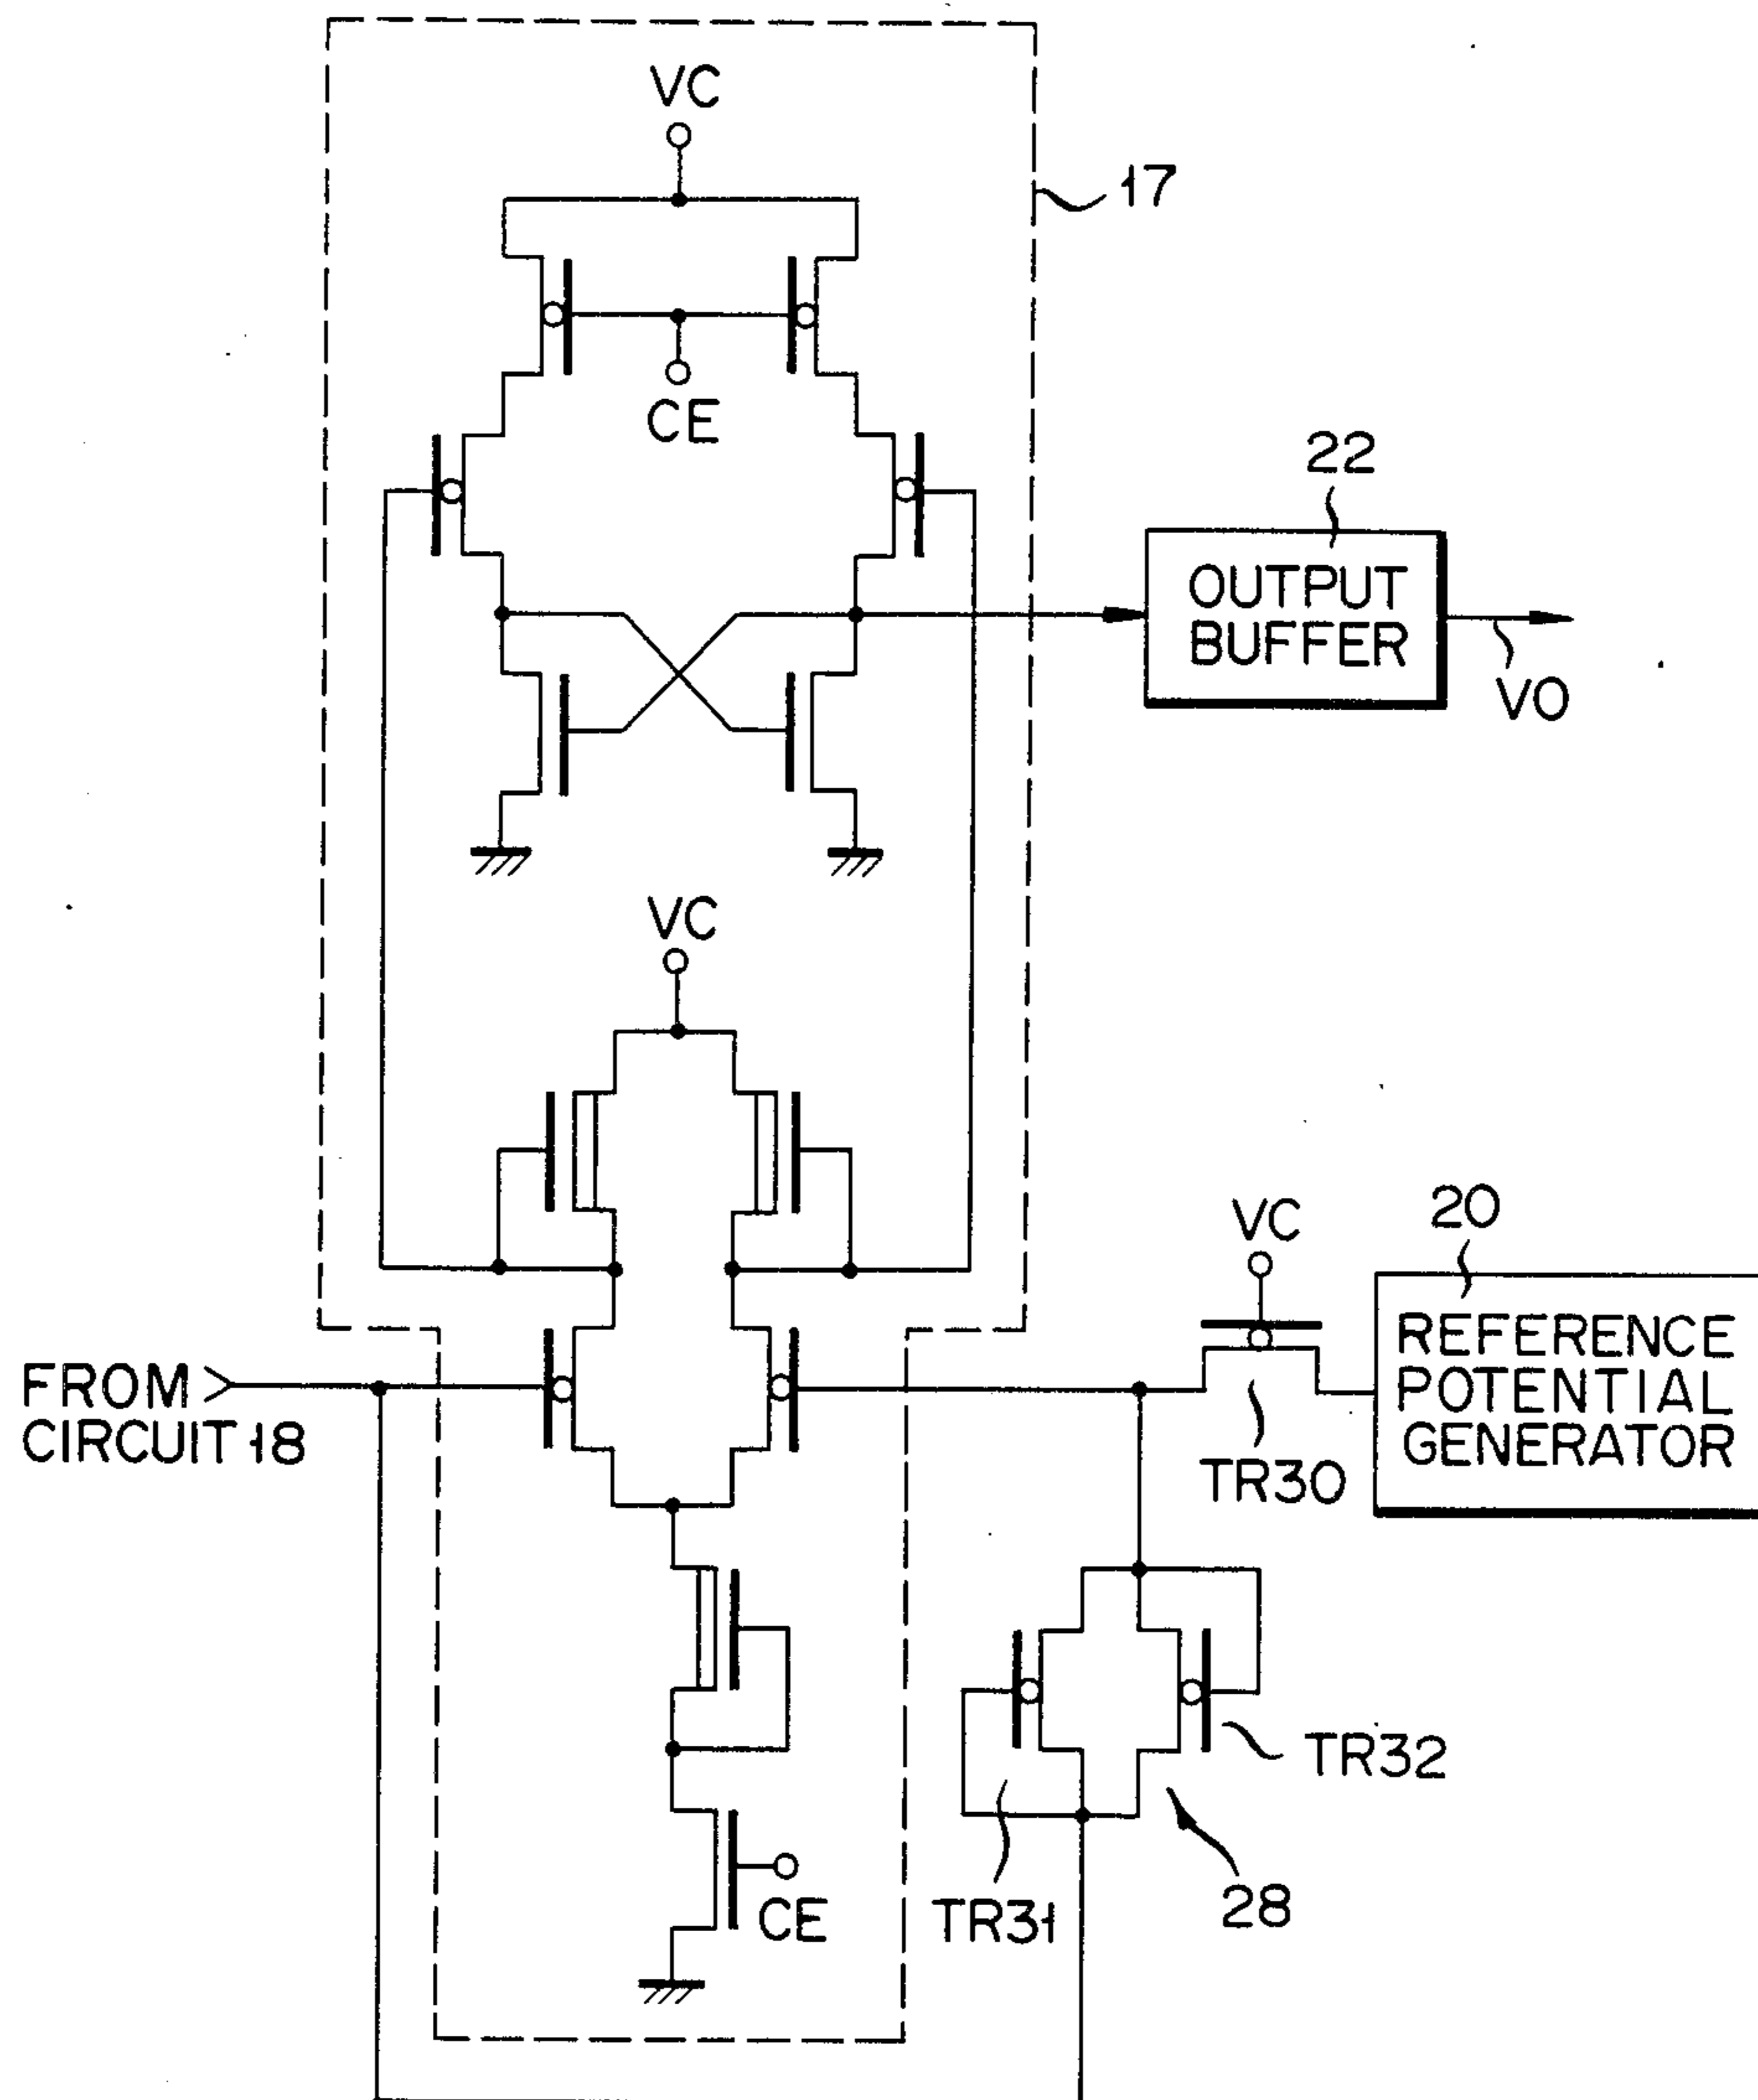 VC
17
CE
22
OUTPUT
BUFFER
VO
VC
VC
20
REFERENCE
POTENTIAL
GENERATOR
FROM
CIRCUIT 18
TR30
TR32
TR31
28
CE